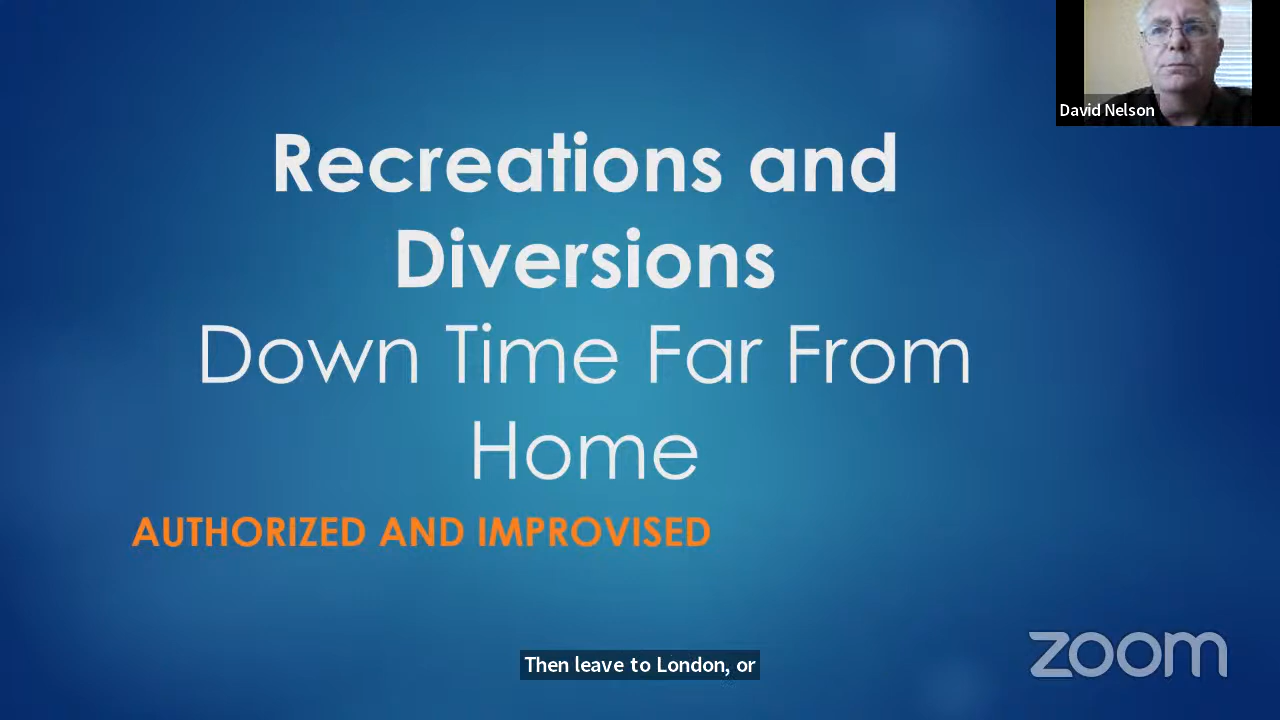 David Nelson
Recreations and
Diversions
Down Time Far From
Home
AUTHORIZED AND IMPROVISED
Then leave to London, or
zoom